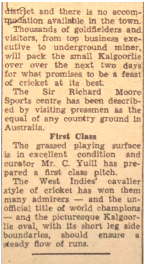 district and there is no accom-
modation available in the town.
Thousands of goldfielders and
visitors, from top business exec-
utive to underground miner,
will pack the small Kalgoorlie
over over the next two days
for what promises to be a feast
of cricket at its best.
The Sir Richard Moore
Sports centre has been describ-
ed by visiting pressmen as the
equal of any country ground in
Australia.
First Class
The grassed playing surface
is in excellent condition and
curator Mr. C. Yuill has pre-
pared a first class pitch.
The West Indies' cavalier
style of cricket has won them
many admirers — and the un-
official title of world champions
— and the picturesque Kalgoor-
lie oval, with its short leg side
boundaries, should ensure a
steady flow of runs.